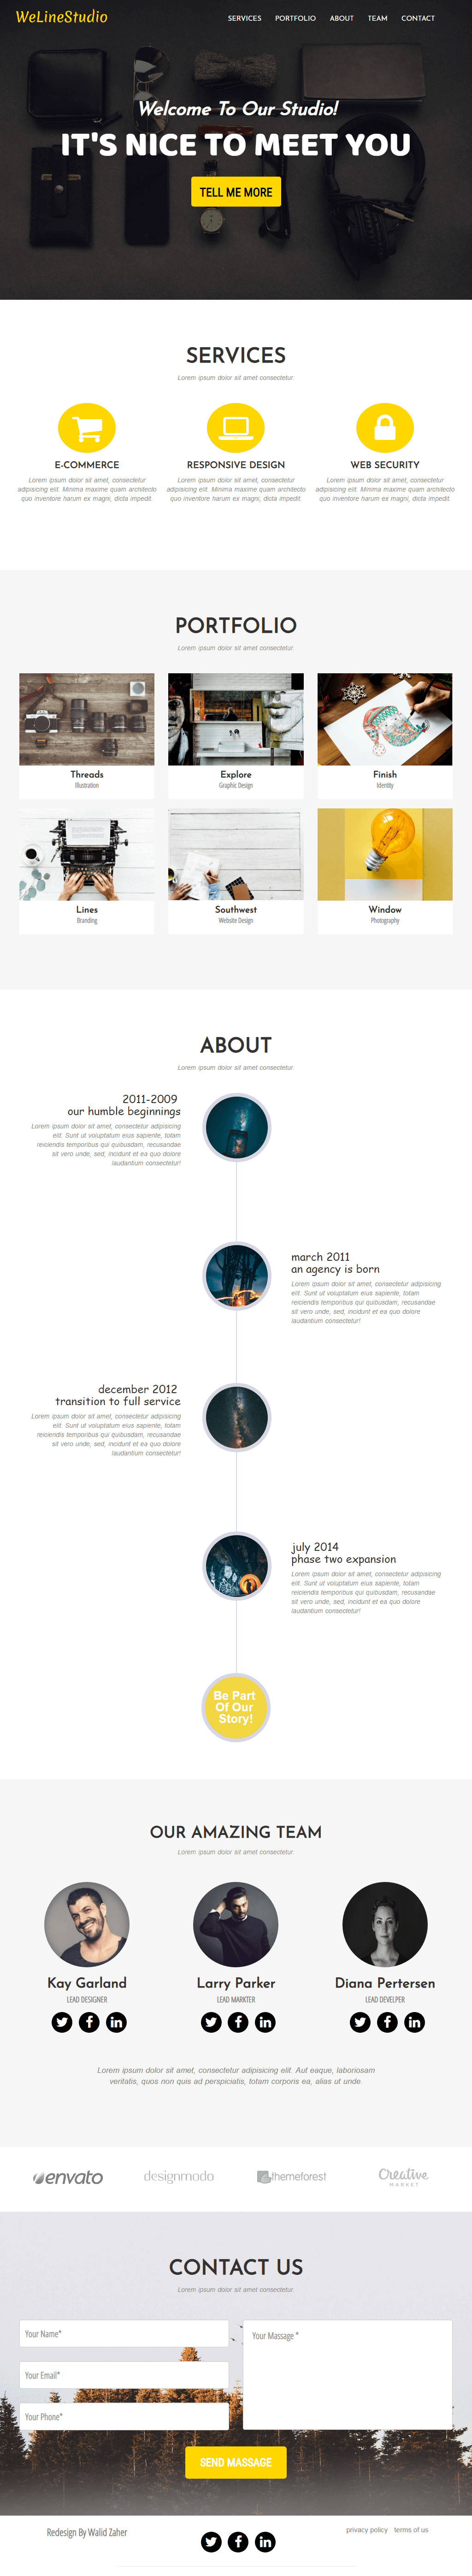 WeLineStudio
SERVICES PORTFOLIO ABOUT TEAM CONTACT
Welcome To Our Studio!
IT'S NICE TO MEET YOU
TELL ME MORE
SERVICES
Lorem ipsum dolor sit amet consectetur.
E-COMMERCE
Lorem ipsum dolor sit amet, consectetur
adipisicing elit. Minima maxime quam architecto
quo inventore harum ex magni, dicta impedit.
RESPONSIVE DESIGN
Lorem ipsum dolor sit amet, consectetur
adipisicing elit. Minima maxime quam architecto
quo inventore harum ex magni, dicta impedit.
WEB SECURITY
Lorem ipsum dolor sit amet, consectetur
adipisicing elit. Minima maxime quam architecto
quo inventore harum ex magni, dicta impedit.
PORTFOLIO
Lorem ipsum dolor sit amet consectetur.
Threads
Illustration
Explore
Graphic Design
Finish
Identity
Lines
Branding
Southwest
Website Design
Window
Photography
ABOUT
Lorem ipsum dolor sit amet consectetur.
2011-2009
our humble beginnings
Lorem ipsum dolor sit amet, consectetur adipisicing
elit. Sunt ut voluptatum eius sapiente, totam
reiciendis temporibus qui quibusdam, recusandae
sit vero unde, sed, incidunt et ea quo dolore
laudantium consectetur!
march 2011
an agency is born
Lorem ipsum dolor sit amet, consectetur adipisicing
elit. Sunt ut voluptatum eius sapiente, totam
reiciendis temporibus qui quibusdam, recusandae
sit vero unde, sed, incidunt et ea quo dolore
laudantium consectetur!
december 2012
transition to full service
Lorem ipsum dolor sit amet, consectetur adipisicing
elit. Sunt ut voluptatum eius sapiente, totam
reiciendis temporibus qui quibusdam, recusandae
sit vero unde, sed, incidunt et ea quo dolore
laudantium consectetur!
july 2014
phase two expansion
Lorem ipsum dolor sit amet, consectetur adipisicing
elit. Sunt ut voluptatum eius sapiente, totam
reiciendis temporibus qui quibusdam, recusandae
sit vero unde, sed, incidunt et ea quo dolore
laudantium consectetur!
Be Part
Of Our
Story!
OUR AMAZING TEAM
Lorem ipsum dolor sit amet consectetur.
Kay Garland
LEAD DESIGNER
Larry Parker
LEAD MARKTER
Diana Pertersen
LEAD DEVELPER
Lorem ipsum dolor sit amet, consectetur adipisicing elit. Aut eaque, laboriosam
veritatis, quos non quis ad perspiciatis, totam corporis ea, alias ut unde.
envato
designmodo
themeforest
Creative
MARKET
CONTACT US
Lorem ipsum dolor sit amet consectetur.
Your Name*
Your Email*
Your Phone*
Your Massage *
SEND MASSAGE
Redesign By Walid Zaher
privacy policy terms of us